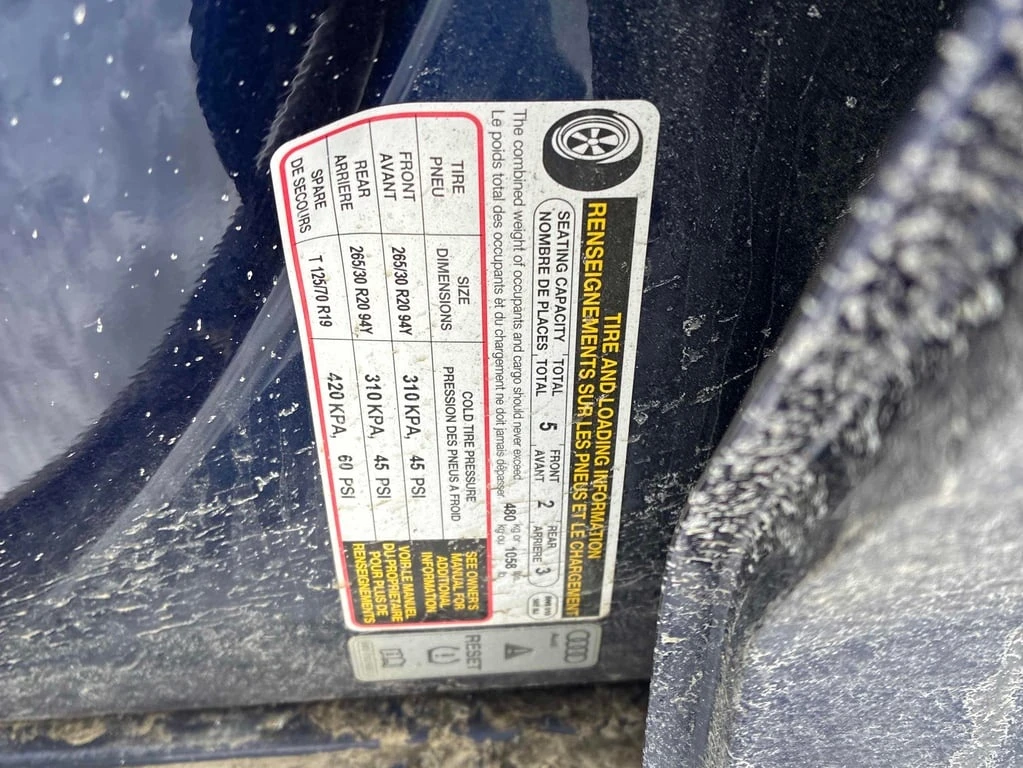 TIRE AND LOADING INFORMATION
RENSEIGNEMENTS SUR LES PNEUS ET LE CHARGEMENT
SEATING CAPACITY TOTAL 5 FRONT 2 REAR 3
NOMBRE DE PLACES TOTAL AVANT ARRIERE
The combined weight of occupants and cargo should never exceed 480 kg or 1058
Le poids total des occupants et du chargement ne doit jamais dépasser kg ou
TIRE SIZE COLD TIRE PRESSURE
PNEU DIMENSIONS PRESSION DES PNEUS A FROID
FRONT 265/30 R20 94Y 310 KPA, 45 PSI
AVANT
REAR 265/30 R20 94Y 310 KPA, 45 PSI
ARRIERE
SPARE T 125/70 R19 420 KPA, 60 PSI
DE SECOURS
SEE OWNER'S
MANUAL FOR
ADDITIONAL
INFORMATION
VOIR LE MANUEL
DU PROPRIETAIRE
POUR PLUS DE
RENSEIGNEMENTS
Audi
RESET